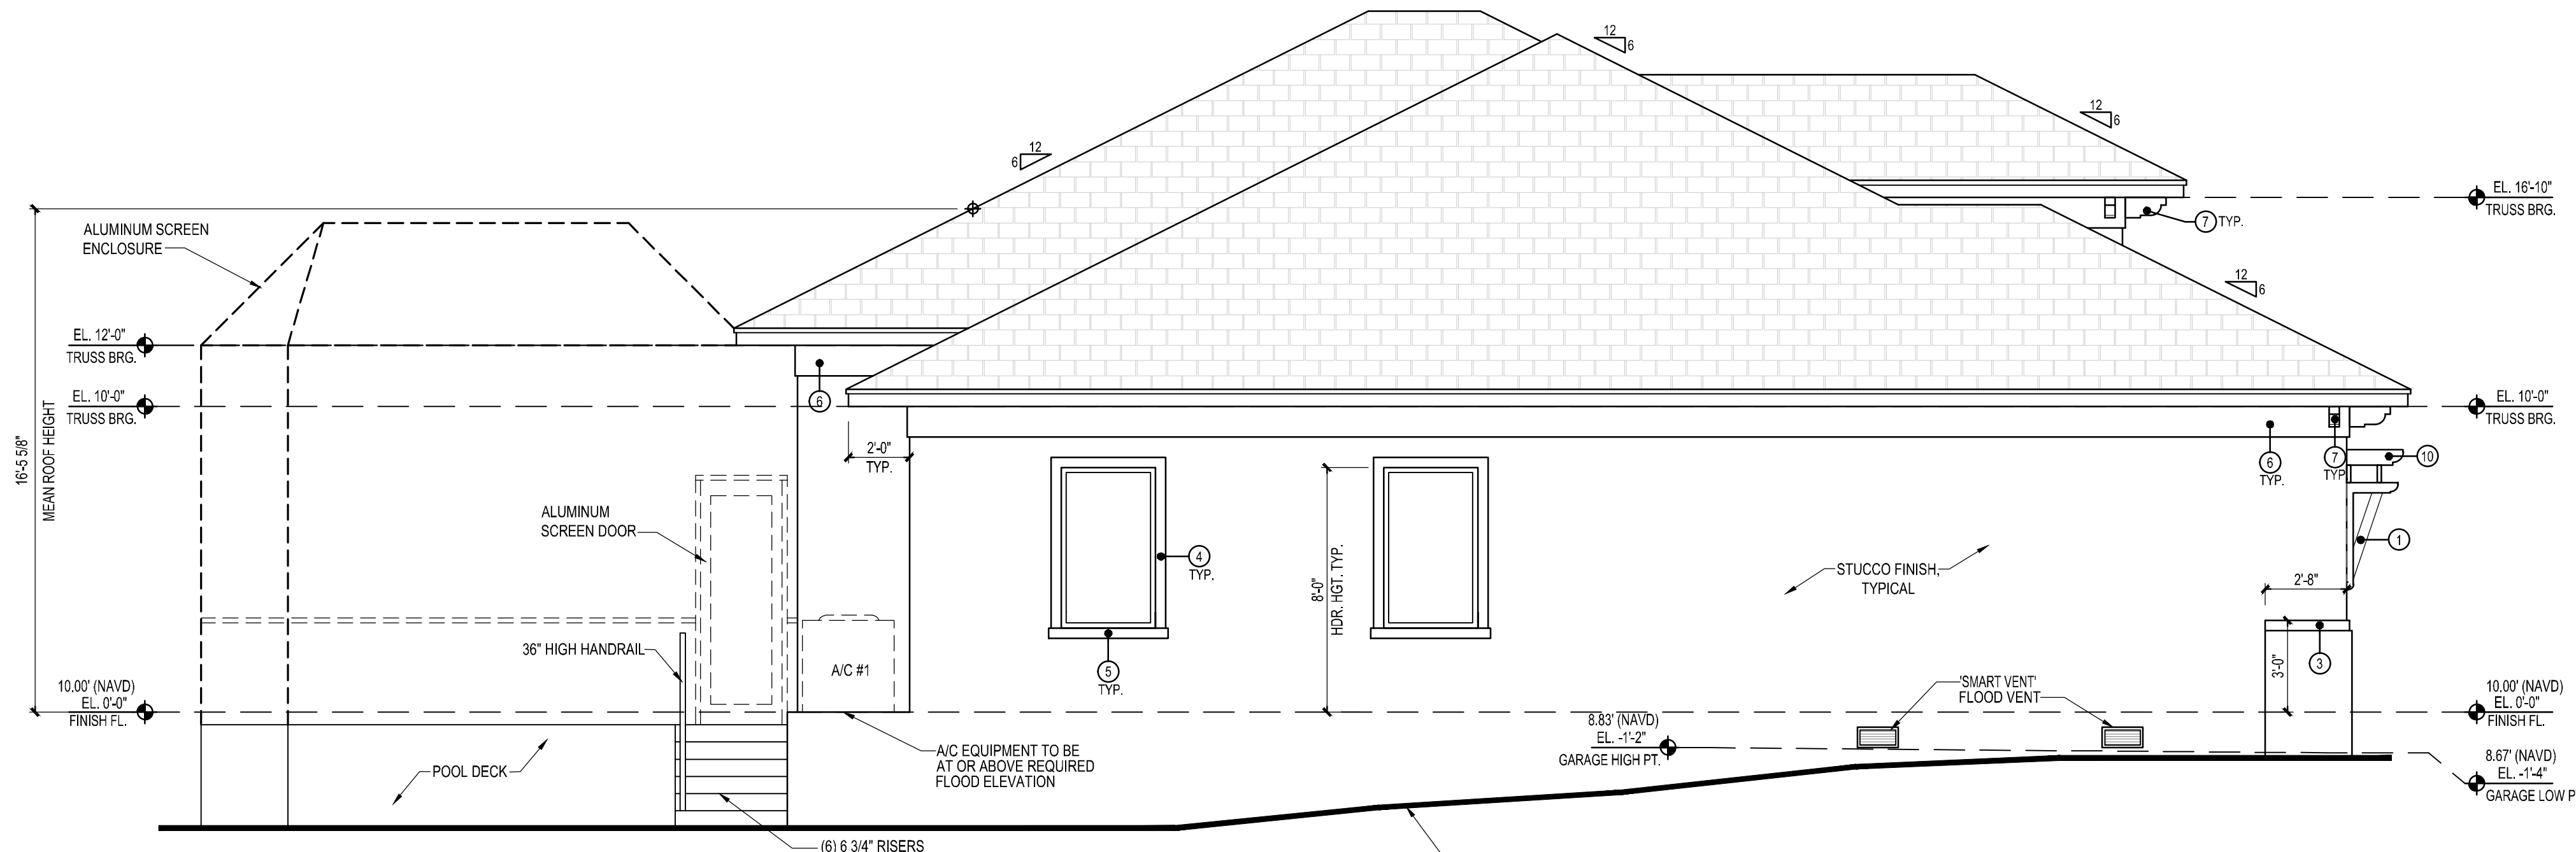 12
6
12
6
12
6
EL. 16'-10"
TRUSS BRG.
7 TYP.
ALUMINUM SCREEN
ENCLOSURE
12
6
EL. 12'-0"
TRUSS BRG.
EL. 10'-0"
TRUSS BRG.
6
EL. 10'-0"
TRUSS BRG.
16'-5 5/8"
MEAN ROOF HEIGHT
2'-0"
TYP.
6
TYP.
7
TYP
10
ALUMINUM
SCREEN DOOR
4
TYP.
8'-0"
HDR. HGT. TYP.
STUCCO FINISH,
TYPICAL
1
2'-8"
36" HIGH HANDRAIL
A/C #1
5
TYP.
3'-0"
3
10.00' (NAVD)
EL. 0'-0"
FINISH FL.
'SMART VENT'
FLOOD VENT
10.00' (NAVD)
EL. 0'-0"
FINISH FL.
8.83' (NAVD)
EL. -1'-2"
GARAGE HIGH PT.
POOL DECK
A/C EQUIPMENT TO BE
AT OR ABOVE REQUIRED
FLOOD ELEVATION
8.67' (NAVD)
EL. -1'-4"
GARAGE LOW P
(6) 6 3/4" RISERS